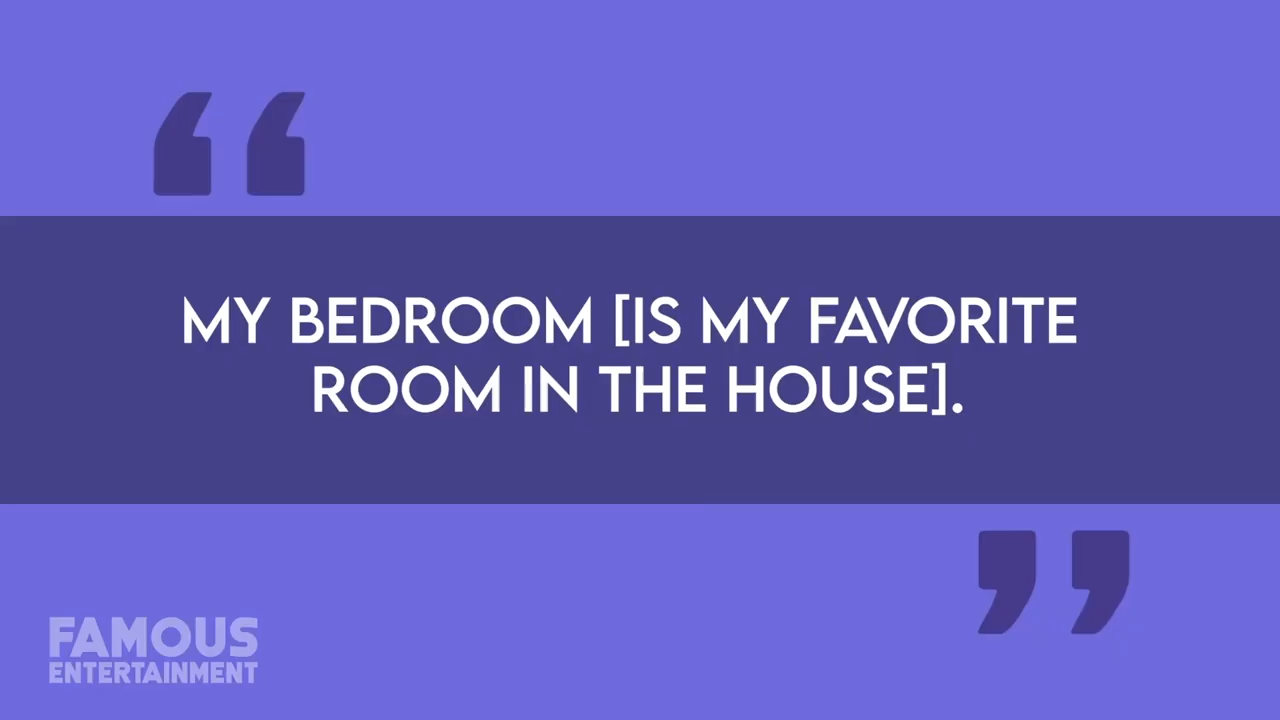 “
MY BEDROOM [IS MY FAVORITE
ROOM IN THE HOUSE].
”
FAMOUS
ENTERTAINMENT